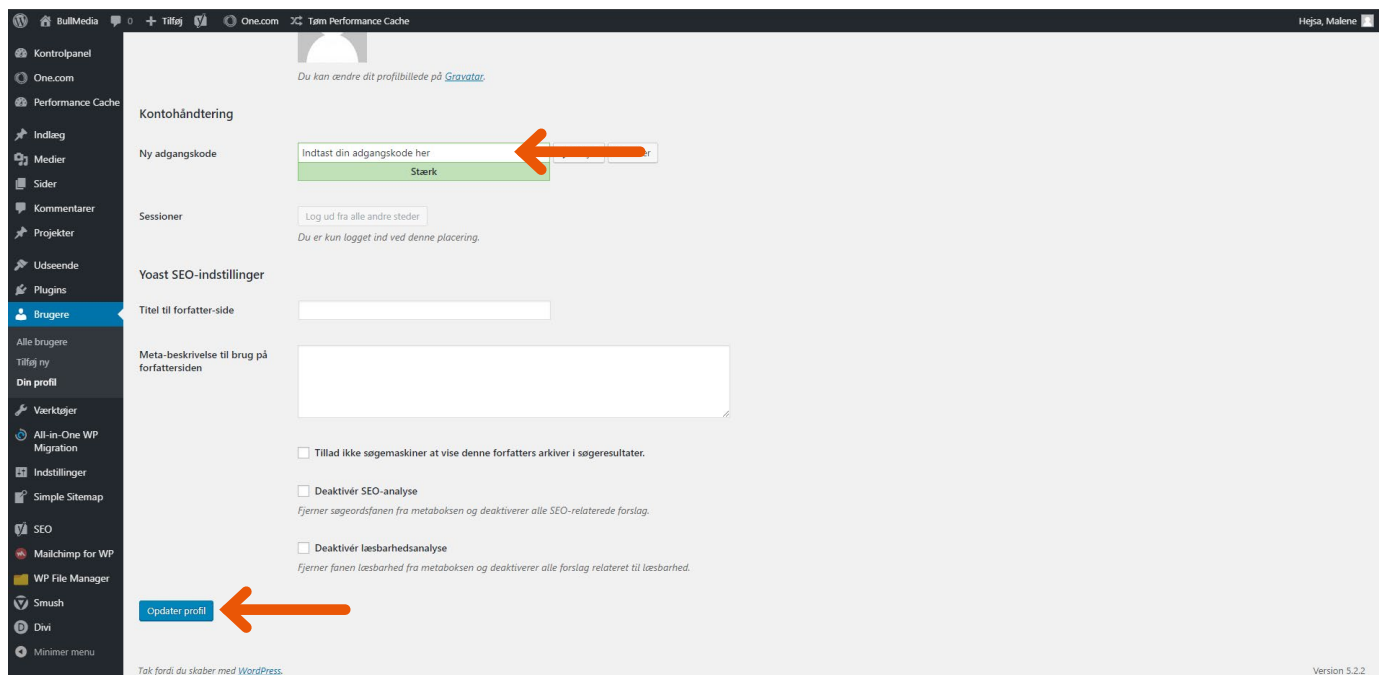 BullMedia 0 Tilføj One.com Tøm Performance Cache Hejsa, Malene
Kontrolpanel
One.com
Performance Cache
Indlæg
Medier
Sider
Kommentarer
Projekter
Udseende
Plugins
Brugere
Alle brugere
Tilføj ny
Din profil
Værktøjer
All-in-One WP
Migration
Indstillinger
Simple Sitemap
SEO
Mailchimp for WP
WP File Manager
Smush
Divi
Minimer menu
Du kan ændre dit profilbillede på Gravatar.
Kontohåndtering
Ny adgangskode
Indtast din adgangskode her
Stærk
Sessioner
Log ud fra alle andre steder
Du er kun logget ind ved denne placering.
Yoast SEO-indstillinger
Titel til forfatter-side
Meta-beskrivelse til brug på
forfattersiden
Tillad ikke søgemaskiner at vise denne forfatters arkiver i søgeresultater.
Deaktivér SEO-analyse
Fjerner søgeordsfanen fra metaboksen og deaktiverer alle SEO-relaterede forslag.
Deaktivér læsbarhedsanalyse
Fjerner fanen læsbarhed fra metaboksen og deaktiverer alle forslag relateret til læsbarhed.
Opdater profil
Tak fordi du skaber med WordPress.
Version 5.2.2